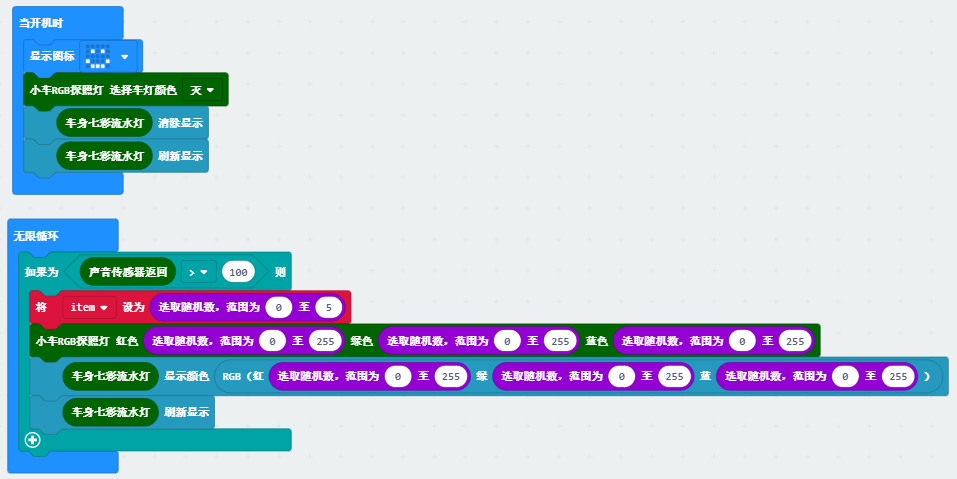 当开机时
显示图标
小车RGB探照灯 选择车灯颜色 灭
车身七彩流水灯 清除显示
车身七彩流水灯 刷新显示
无限循环
如果为 声音传感器返回 > 100 则
将 item 设为 选取随机数，范围为 0 至 5
小车RGB探照灯 红色 选取随机数，范围为 0 至 255 绿色 选取随机数，范围为 0 至 255 蓝色 选取随机数，范围为 0 至 255
车身七彩流水灯 显示颜色 RGB（红 选取随机数，范围为 0 至 255 绿 选取随机数，范围为 0 至 255 蓝 选取随机数，范围为 0 至 255 ）
车身七彩流水灯 刷新显示